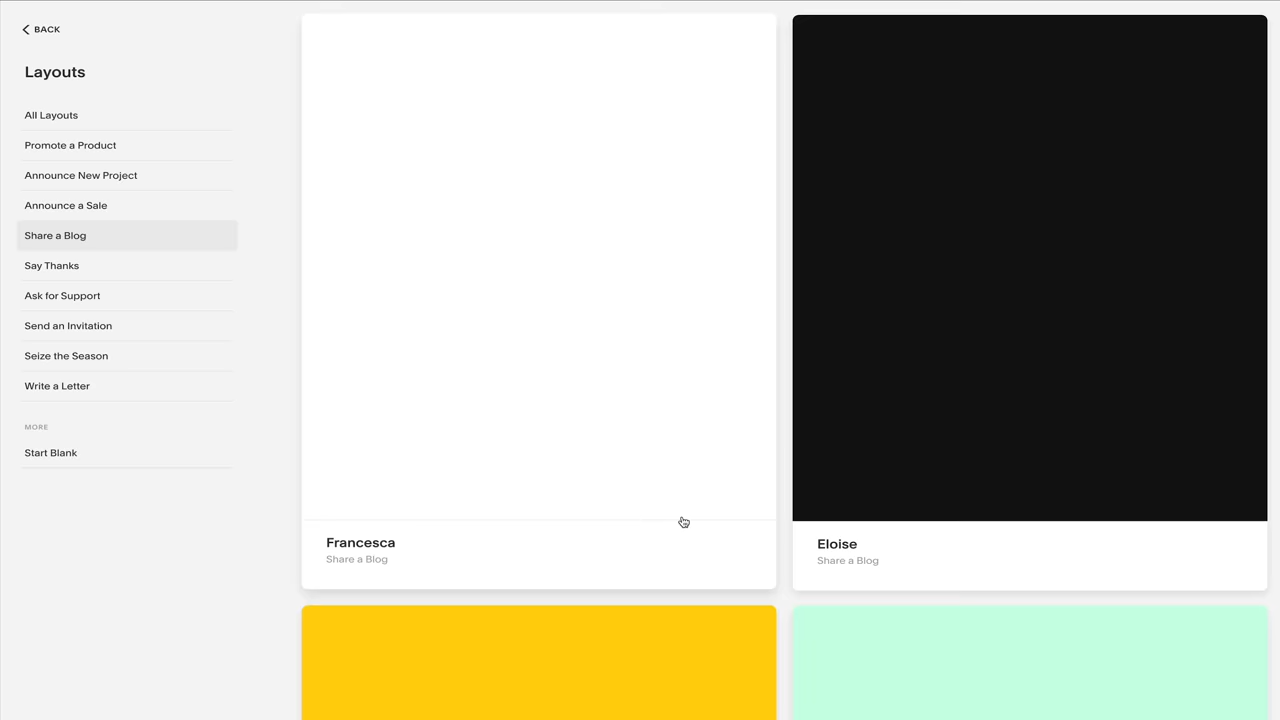 BACK
Layouts
All Layouts
Promote a Product
Announce New Project
Announce a Sale
Share a Blog
Say Thanks
Ask for Support
Send an Invitation
Seize the Season
Write a Letter
MORE
Start Blank
Francesca
Share a Blog
Eloise
Share a Blog